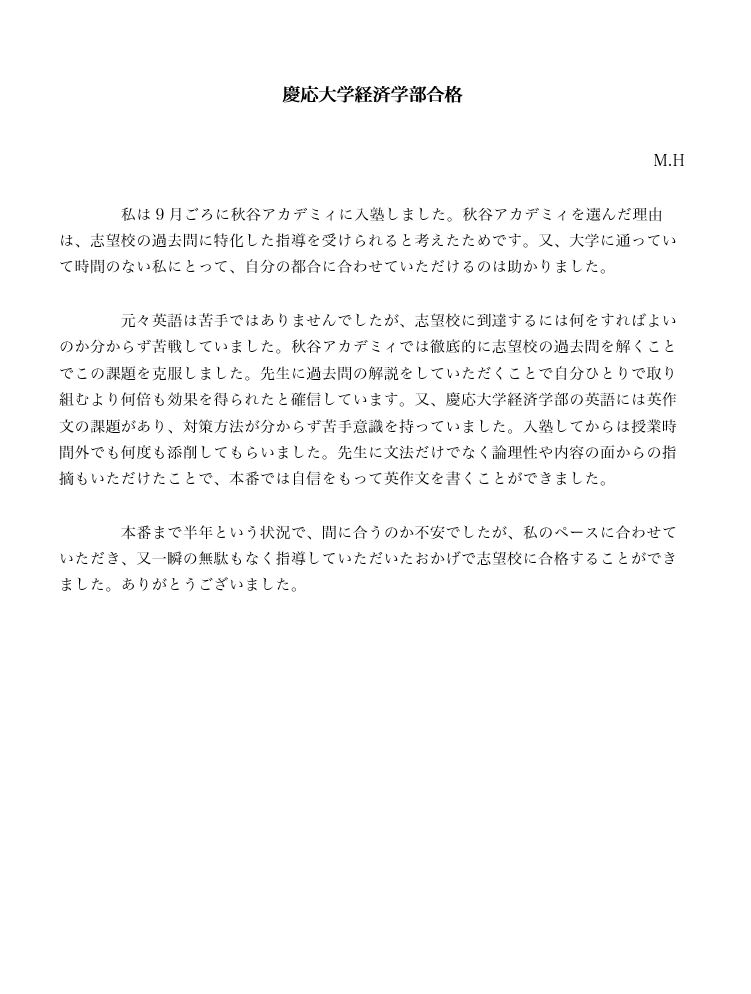 慶応大学経済学部合格
M.H
私は９月ごろに秋谷アカデミィに入塾しました。秋谷アカデミィを選んだ理由
は、志望校の過去問に特化した指導を受けられると考えたためです。又、大学に通ってい
て時間のない私にとって、自分の都合に合わせていただけるのは助かりました。
元々英語は苦手ではありませんでしたが、志望校に到達するには何をすればよい
のか分からず苦戦していました。秋谷アカデミィでは徹底的に志望校の過去問を解くこと
でこの課題を克服しました。先生に過去問の解説をしていただくことで自分ひとりで取り
組むより何倍も効果を得られたと確信しています。又、慶応大学経済学部の英語には英作
文の課題があり、対策方法が分からず苦手意識を持っていました。入塾してからは授業時
間外でも何度も添削してもらいました。先生に文法だけでなく論理性や内容の面からの指
摘もいただけたことで、本番では自信をもって英作文を書くことができました。
本番まで半年という状況で、間に合うのか不安でしたが、私のペースに合わせて
いただき、又一瞬の無駄もなく指導していただいたおかげで志望校に合格することができ
ました。ありがとうございました。